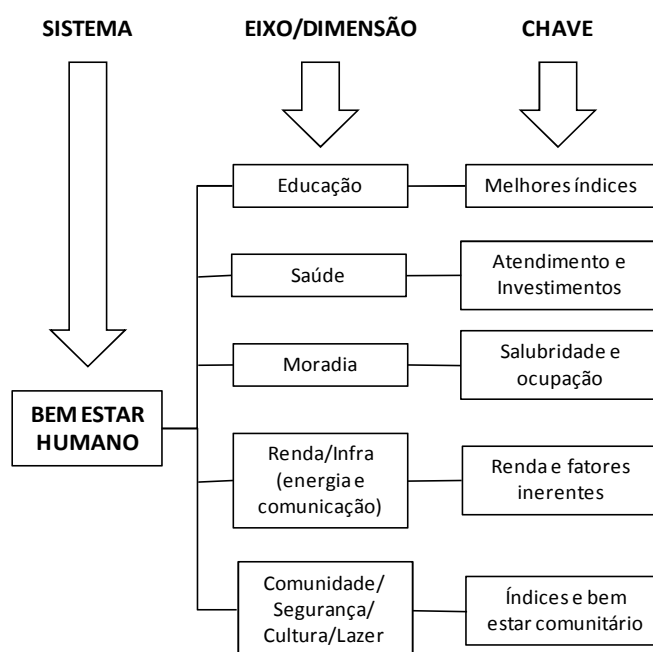 SISTEMA
EIXO/DIMENSÃO
CHAVE
Educação
Melhores índices
Saúde
Atendimento e
Investimentos
Moradia
Salubridade e
ocupação
BEM ESTAR
HUMANO
Renda/Infra
(energia e
comunicação)
Renda e fatores
inerentes
Comunidade/
Segurança/
Cultura/Lazer
Índices e bem
estar comunitário